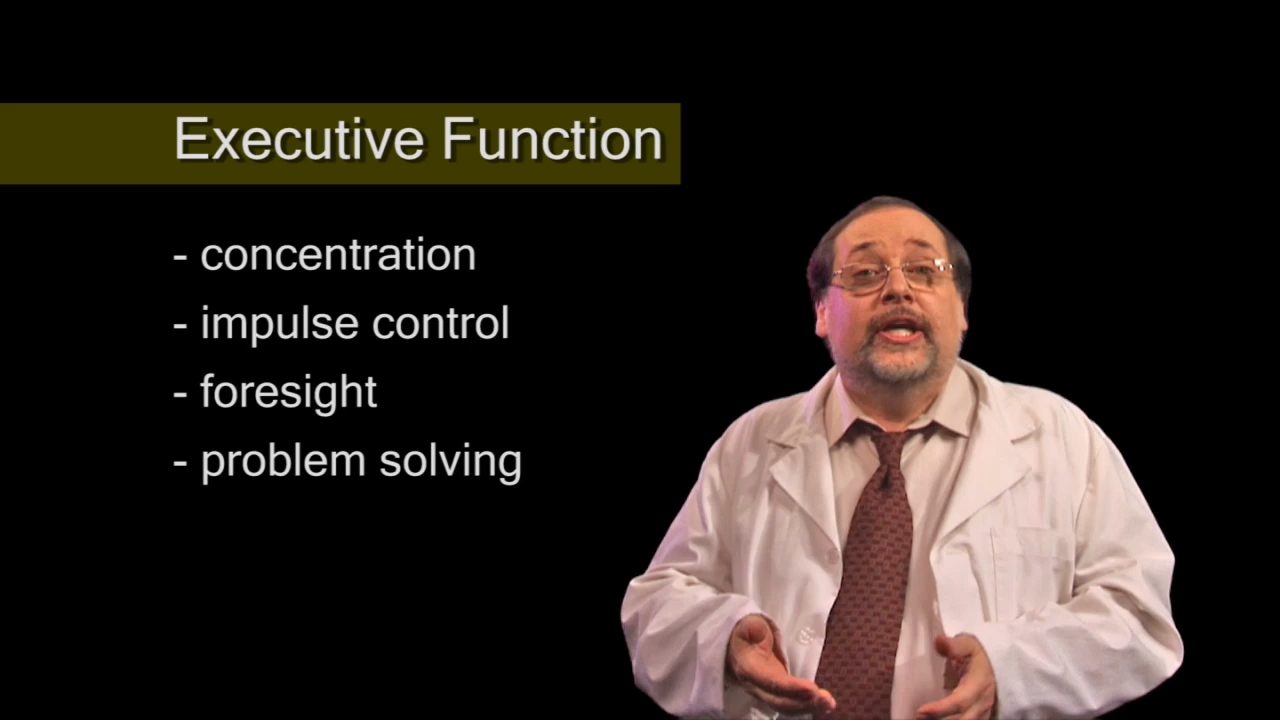 Executive Function
- concentration
- impulse control
- foresight
- problem solving